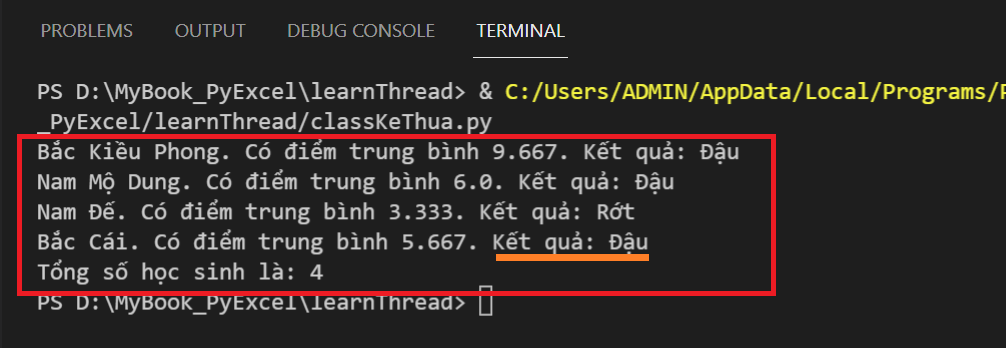 PROBLEMS OUTPUT DEBUG CONSOLE TERMINAL
PS D:\MyBook_PyExcel\learnThread> & C:/Users/ADMIN/AppData/Local/Programs/
_PyExcel/learnThread/classKeThua.py
Bắc Kiều Phong. Có điểm trung bình 9.667. Kết quả: Đậu
Nam Mộ Dung. Có điểm trung bình 6.0. Kết quả: Đậu
Nam Đế. Có điểm trung bình 3.333. Kết quả: Rớt
Bắc Cái. Có điểm trung bình 5.667. Kết quả: Đậu
Tổng số học sinh là: 4
PS D:\MyBook_PyExcel\learnThread>